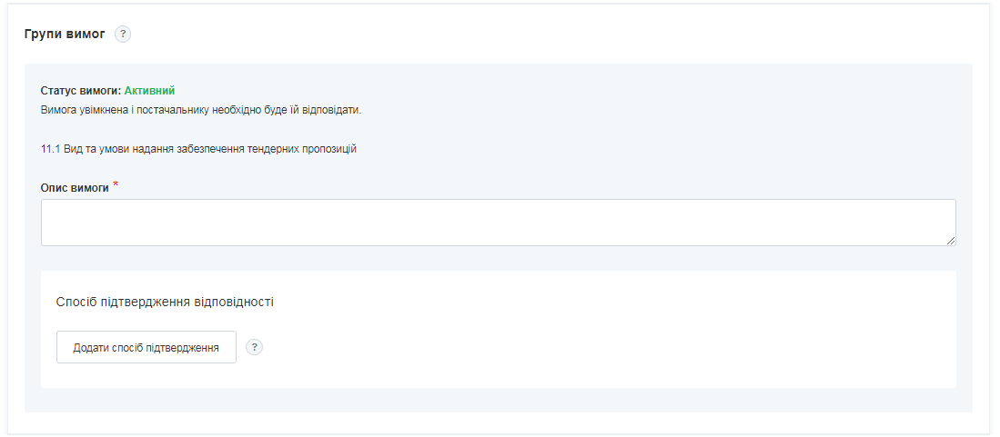 Групи вимог ?
Статус вимоги: Активний
Вимога увімкнена і постачальнику необхідно буде їй відповідати.
11.1 Вид та умови надання забезпечення тендерних пропозицій
Опис вимоги *
Спосіб підтвердження відповідності
Додати спосіб підтвердження ?